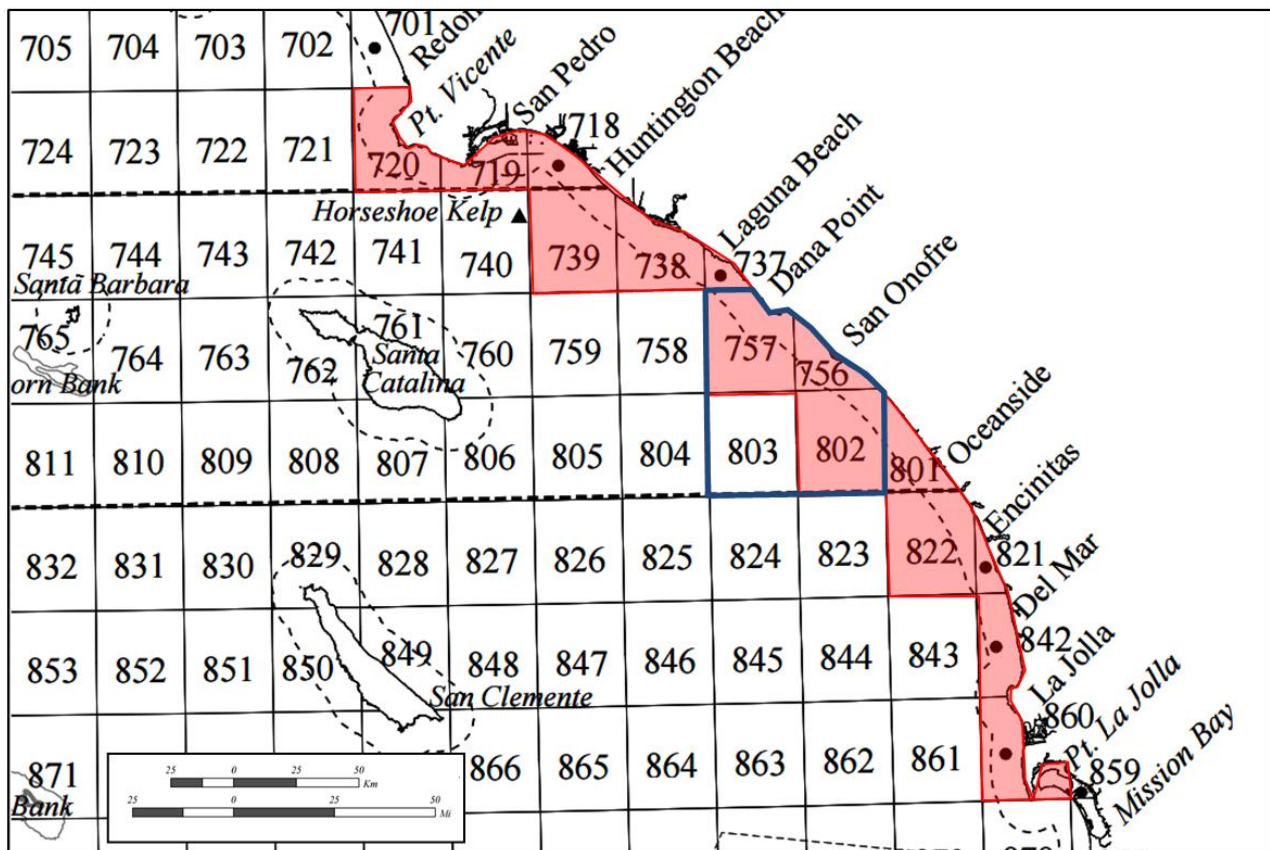 701
Redon
705 704 703 702
Pt. Vicente
San Pedro
Huntington Beach
718
724 723 722 721 720 719
Laguna Beach
Dana Point
San Onofre
Horseshoe Kelp
745 744 743 742 741 740 739 738 737
Santa Barbara
765 764 763 762 761 760 759 758 757 756
Santa
Catalina
orn Bank
Oceanside
811 810 809 808 807 806 805 804 803 802 801
Encinitas
832 831 830 829 828 827 826 825 824 823 822 821
Del Mar
853 852 851 850 849 848 847 846 845 844 843 842
San Clemente
La Jolla
Pt. La Jolla
Mission Bay
871 866 865 864 863 862 861 860 859
25 0 25 50
Km
25 0 25 50
Mi
Bank